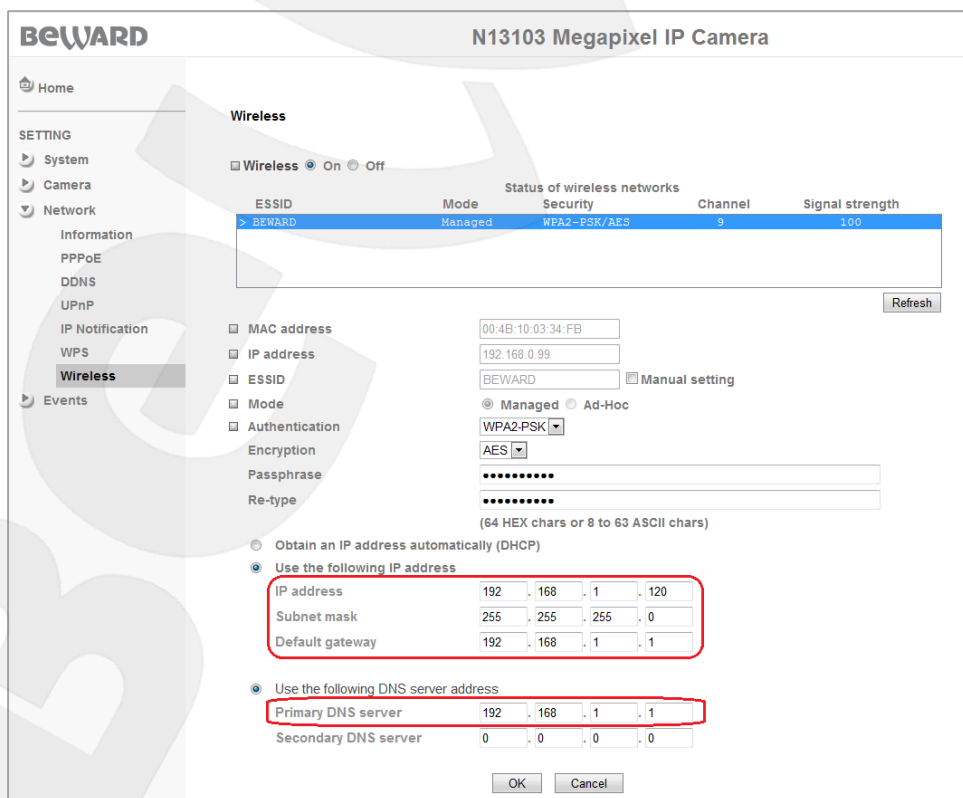 BEWARD
N13103 Megapixel IP Camera
Home
SETTING
System
Camera
Network
Information
PPPoE
DDNS
UPnP
IP Notification
WPS
Wireless
Events
Wireless
Wireless On Off
Status of wireless networks
ESSID Mode Security Channel Signal strength
> BEWARD Managed WPA2-PSK/AES 9 100
Refresh
MAC address 00:4B:10:03:34:FB
IP address 192.168.0.99
ESSID BEWARD Manual setting
Mode Managed Ad-Hoc
Authentication WPA2-PSK
Encryption AES
Passphrase ••••••••••
Re-type ••••••••••
(64 HEX chars or 8 to 63 ASCII chars)
Obtain an IP address automatically (DHCP)
Use the following IP address
IP address 192 . 168 . 1 . 120
Subnet mask 255 . 255 . 255 . 0
Default gateway 192 . 168 . 1 . 1
Use the following DNS server address
Primary DNS server 192 . 168 . 1 . 1
Secondary DNS server 0 . 0 . 0 . 0
OK Cancel